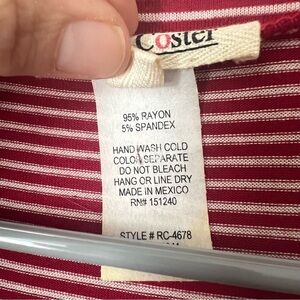 Coster
95% RAYON
5% SPANDEX
HAND WASH COLD
COLOR SEPARATE
DO NOT BLEACH
HANG OR LINE DRY
MADE IN MEXICO
RN# 151240
STYLE # RC-4678